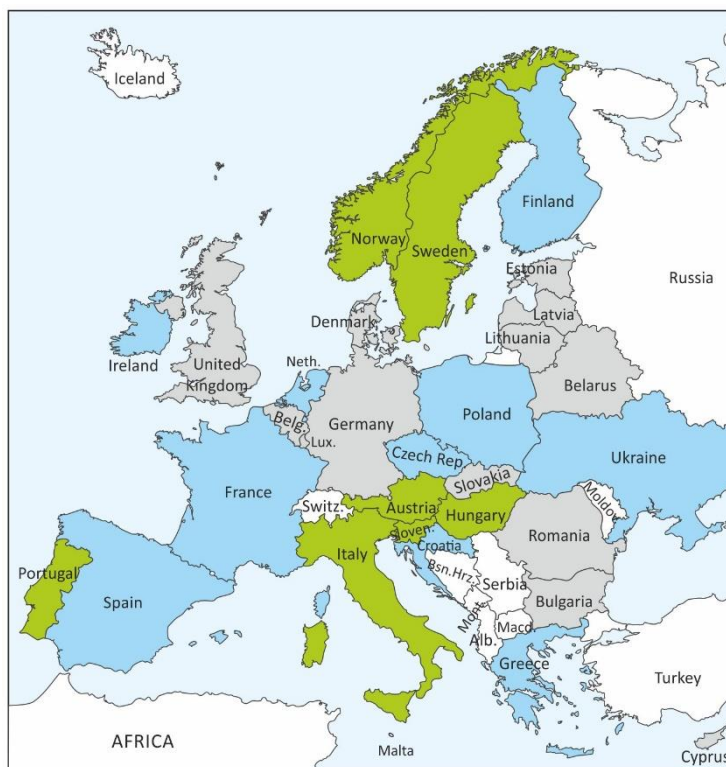 Iceland
Norway
Sweden
Finland
Russia
Estonia
Latvia
Lithuania
Denmark
Ireland
United
Kingdom
Neth.
Belarus
Belg.
Lux.
Germany
Poland
Czech Rep.
Slovakia
Ukraine
Moldov.
France
Switz.
Austria
Hungary
Sloven.
Croatia
Romania
Italy
Bsn.Hrz.
Serbia
Bulgaria
Mont.
Macd.
Alb.
Portugal
Spain
Greece
Turkey
AFRICA
Malta
Cyprus